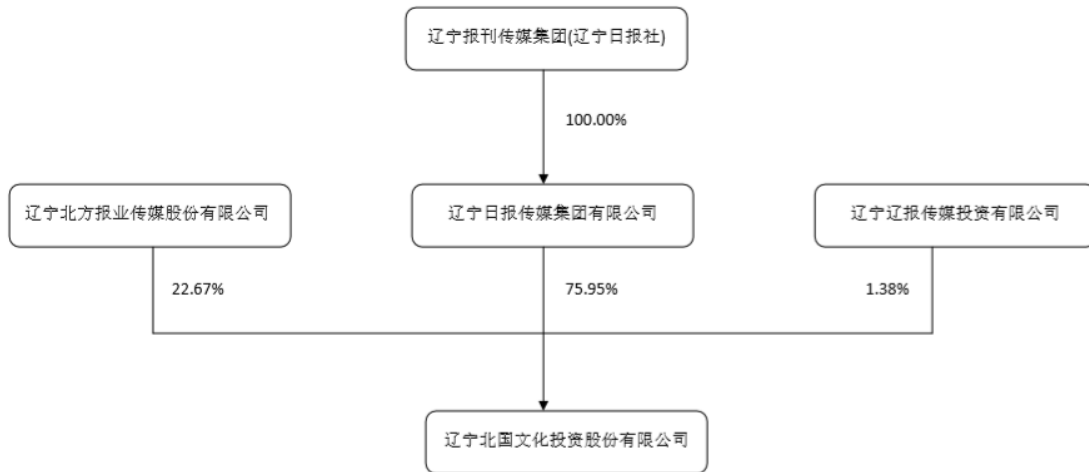 辽宁报刊传媒集团(辽宁日报社)
100.00%
辽宁北方报业传媒股份有限公司
辽宁日报传媒集团有限公司
辽宁辽报传媒投资有限公司
22.67%
75.95%
1.38%
辽宁北国文化投资股份有限公司